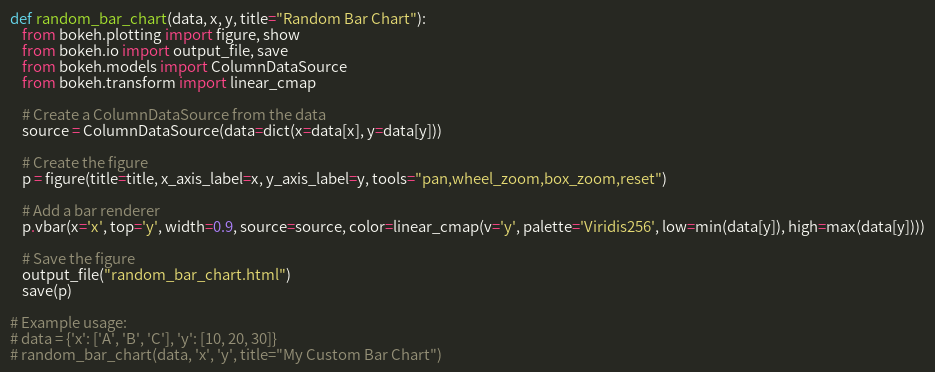 def random_bar_chart(data, x, y, title="Random Bar Chart"):
    from bokeh.plotting import figure, show
    from bokeh.io import output_file, save
    from bokeh.models import ColumnDataSource
    from bokeh.transform import linear_cmap

    # Create a ColumnDataSource from the data
    source = ColumnDataSource(data=dict(x=data[x], y=data[y]))

    # Create the figure
    p = figure(title=title, x_axis_label=x, y_axis_label=y, tools="pan,wheel_zoom,box_zoom,reset")

    # Add a bar renderer
    p.vbar(x='x', top='y', width=0.9, source=source, color=linear_cmap(v='y', palette='Viridis256', low=min(data[y]), high=max(data[y])))

    # Save the figure
    output_file("random_bar_chart.html")
    save(p)

# Example usage:
# data = {'x': ['A', 'B', 'C'], 'y': [10, 20, 30]}
# random_bar_chart(data, 'x', 'y', title="My Custom Bar Chart")